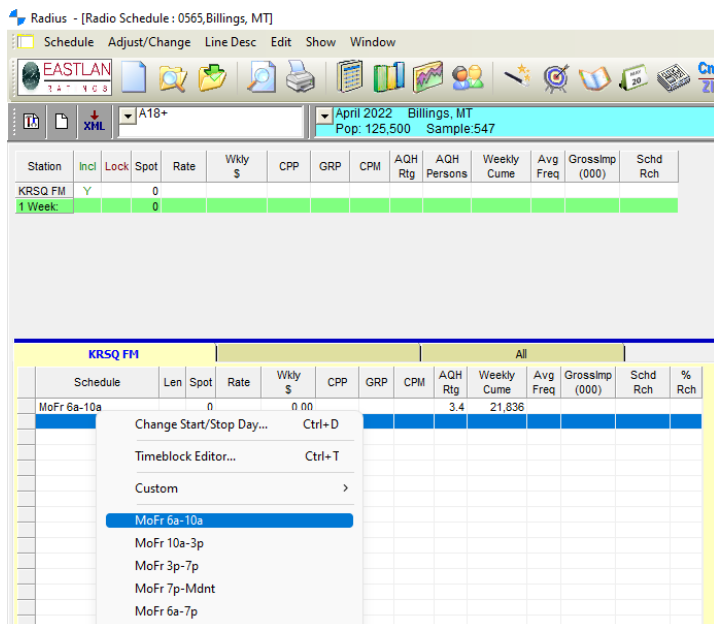 Radius - [Radio Schedule : 0565,Billings, MT]
Schedule Adjust/Change Line Desc Edit Show Window
EASTLAN
MAY 20
XML A18+ April 2022 Billings, MT
Pop: 125,500 Sample:547
Station Incl Lock Spot Rate Wkly $ CPP GRP CPM AQH Rtg AQH Persons Weekly Cume Avg Freq GrossImp (000) Schd Rch
KRSQ FM Y 0
1 Week: 0
KRSQ FM All
Schedule Len Spot Rate Wkly $ CPP GRP CPM AQH Rtg Weekly Cume Avg Freq GrossImp (000) Schd Rch % Rch
MoFr 6a-10a 0 0.00 3.4 21,836
Change Start/Stop Day... Ctrl+D
Timeblock Editor... Ctrl+T
Custom >
MoFr 6a-10a
MoFr 10a-3p
MoFr 3p-7p
MoFr 7p-Mdnt
MoFr 6a-7p